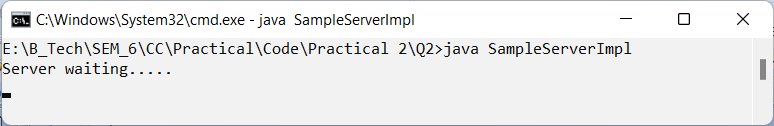 C:\Windows\System32\cmd.exe - java  SampleServerImpl
E:\B_Tech\SEM_6\CC\Practical\Code\Practical 2\Q2>java SampleServerImpl
Server waiting.....